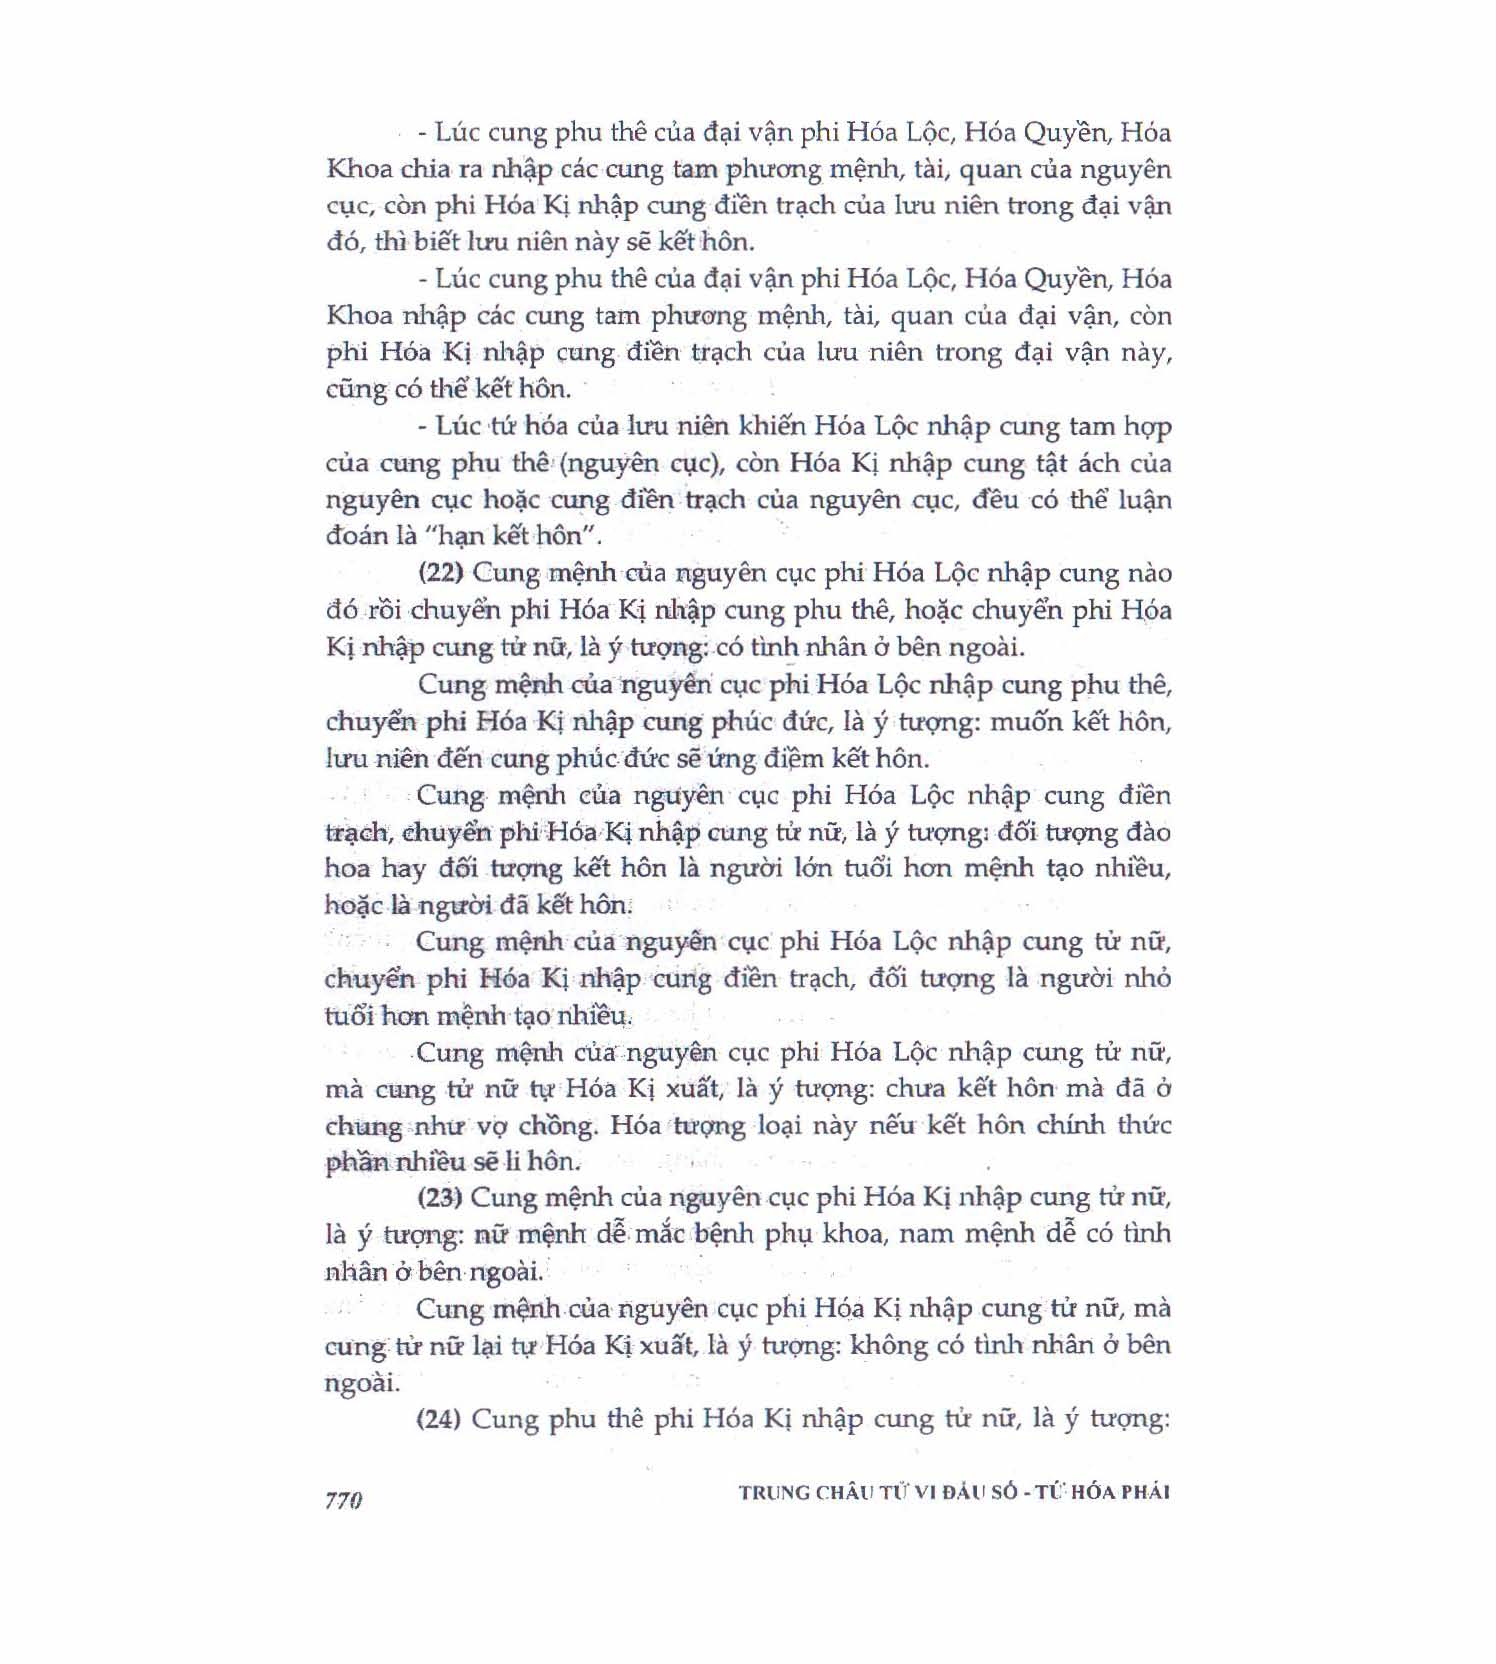 - Lúc cung phu thê của đại vận phi Hóa Lộc, Hóa Quyền, Hóa
Khoa chia ra nhập các cung tam phương mệnh, tài, quan của nguyên
cục, còn phi Hóa Kị nhập cung điền trạch của lưu niên trong đại vận
đó, thì biết lưu niên này sẽ kết hôn.
- Lúc cung phu thê của đại vận phi Hóa Lộc, Hóa Quyền, Hóa
Khoa nhập các cung tam phương mệnh, tài, quan của đại vận, còn
phi Hóa Kị nhập cung điền trạch của lưu niên trong đại vận này,
cũng có thể kết hôn.
- Lúc tứ hóa của lưu niên khiến Hóa Lộc nhập cung tam hợp
của cung phu thê (nguyên cục), còn Hóa Kị nhập cung tật ách của
nguyên cục hoặc cung điền trạch của nguyên cục, đều có thể luận
đoán là "hạn kết hôn".
(22) Cung mệnh của nguyên cục phi Hóa Lộc nhập cung nào
đó rồi chuyển phi Hóa Kị nhập cung phu thê, hoặc chuyển phi Hóa
Kị nhập cung tử nữ, là ý tượng: có tình nhân ở bên ngoài.
Cung mệnh của nguyên cục phi Hóa Lộc nhập cung phu thê,
chuyển phi Hóa Kị nhập cung phúc đức, là ý tượng: muốn kết hôn,
lưu niên đến cung phúc đức sẽ ứng điềm kết hôn.
Cung mệnh của nguyên cục phi Hóa Lộc nhập cung điền
trạch, chuyển phi Hóa Kị nhập cung tử nữ, là ý tượng: đối tượng đào
hoa hay đối tượng kết hôn là người lớn tuổi hơn mệnh tạo nhiều,
hoặc là người đã kết hôn.
Cung mệnh của nguyên cục phi Hóa Lộc nhập cung tử nữ,
chuyển phi Hóa Kị nhập cung điền trạch, đối tượng là người nhỏ
tuổi hơn mệnh tạo nhiều.
Cung mệnh của nguyên cục phi Hóa Lộc nhập cung tử nữ,
mà cung tử nữ tự Hóa Kị xuất, là ý tượng: chưa kết hôn mà đã ở
chung như vợ chồng. Hóa tượng loại này nếu kết hôn chính thức
phần nhiều sẽ li hôn.
(23) Cung mệnh của nguyên cục phi Hóa Kị nhập cung tử nữ,
là ý tượng: nữ mệnh dễ mắc bệnh phụ khoa, nam mệnh dễ có tình
nhân ở bên ngoài.
Cung mệnh của nguyên cục phi Hóa Kị nhập cung tử nữ, mà
cung tử nữ lại tự Hóa Kị xuất, là ý tượng: không có tình nhân ở bên
ngoài.
(24) Cung phu thê phi Hóa Kị nhập cung tử nữ, là ý tượng:
770
TRUNG CHÂU TỬ VI ĐẨU SỐ - TỨ HÓA PHÁI